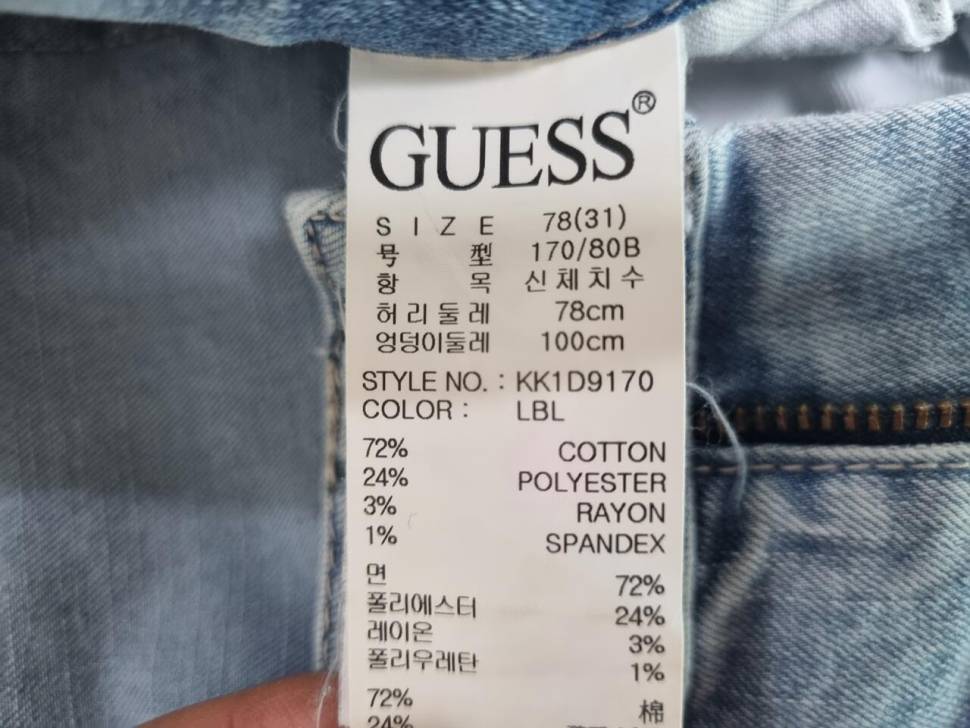 GUESS®
SIZE 78(31)
号型 170/80B
항목 신체치수
허리둘레 78cm
엉덩이둘레 100cm
STYLE NO. : KK1D9170
COLOR : LBL
72% COTTON
24% POLYESTER
3% RAYON
1% SPANDEX
면 72%
폴리에스터 24%
레이온 3%
폴리우레탄 1%
72% 棉
24%